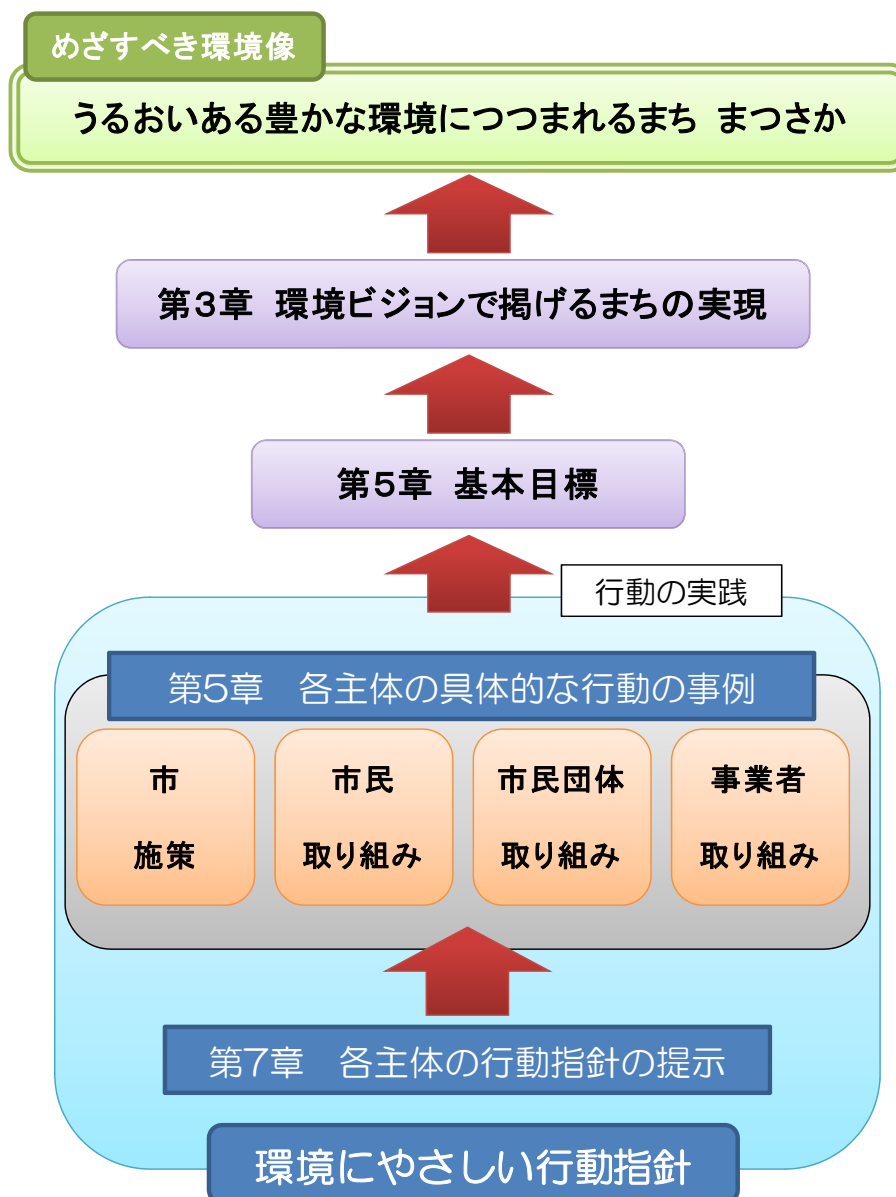 めざすべき環境像
うるおいある豊かな環境につつまれるまち まつさか
第3章 環境ビジョンで掲げるまちの実現
第5章 基本目標
行動の実践
第5章 各主体の具体的な行動の事例
市
施策
市民
取り組み
市民団体
取り組み
事業者
取り組み
第7章 各主体の行動指針の提示
環境にやさしい行動指針